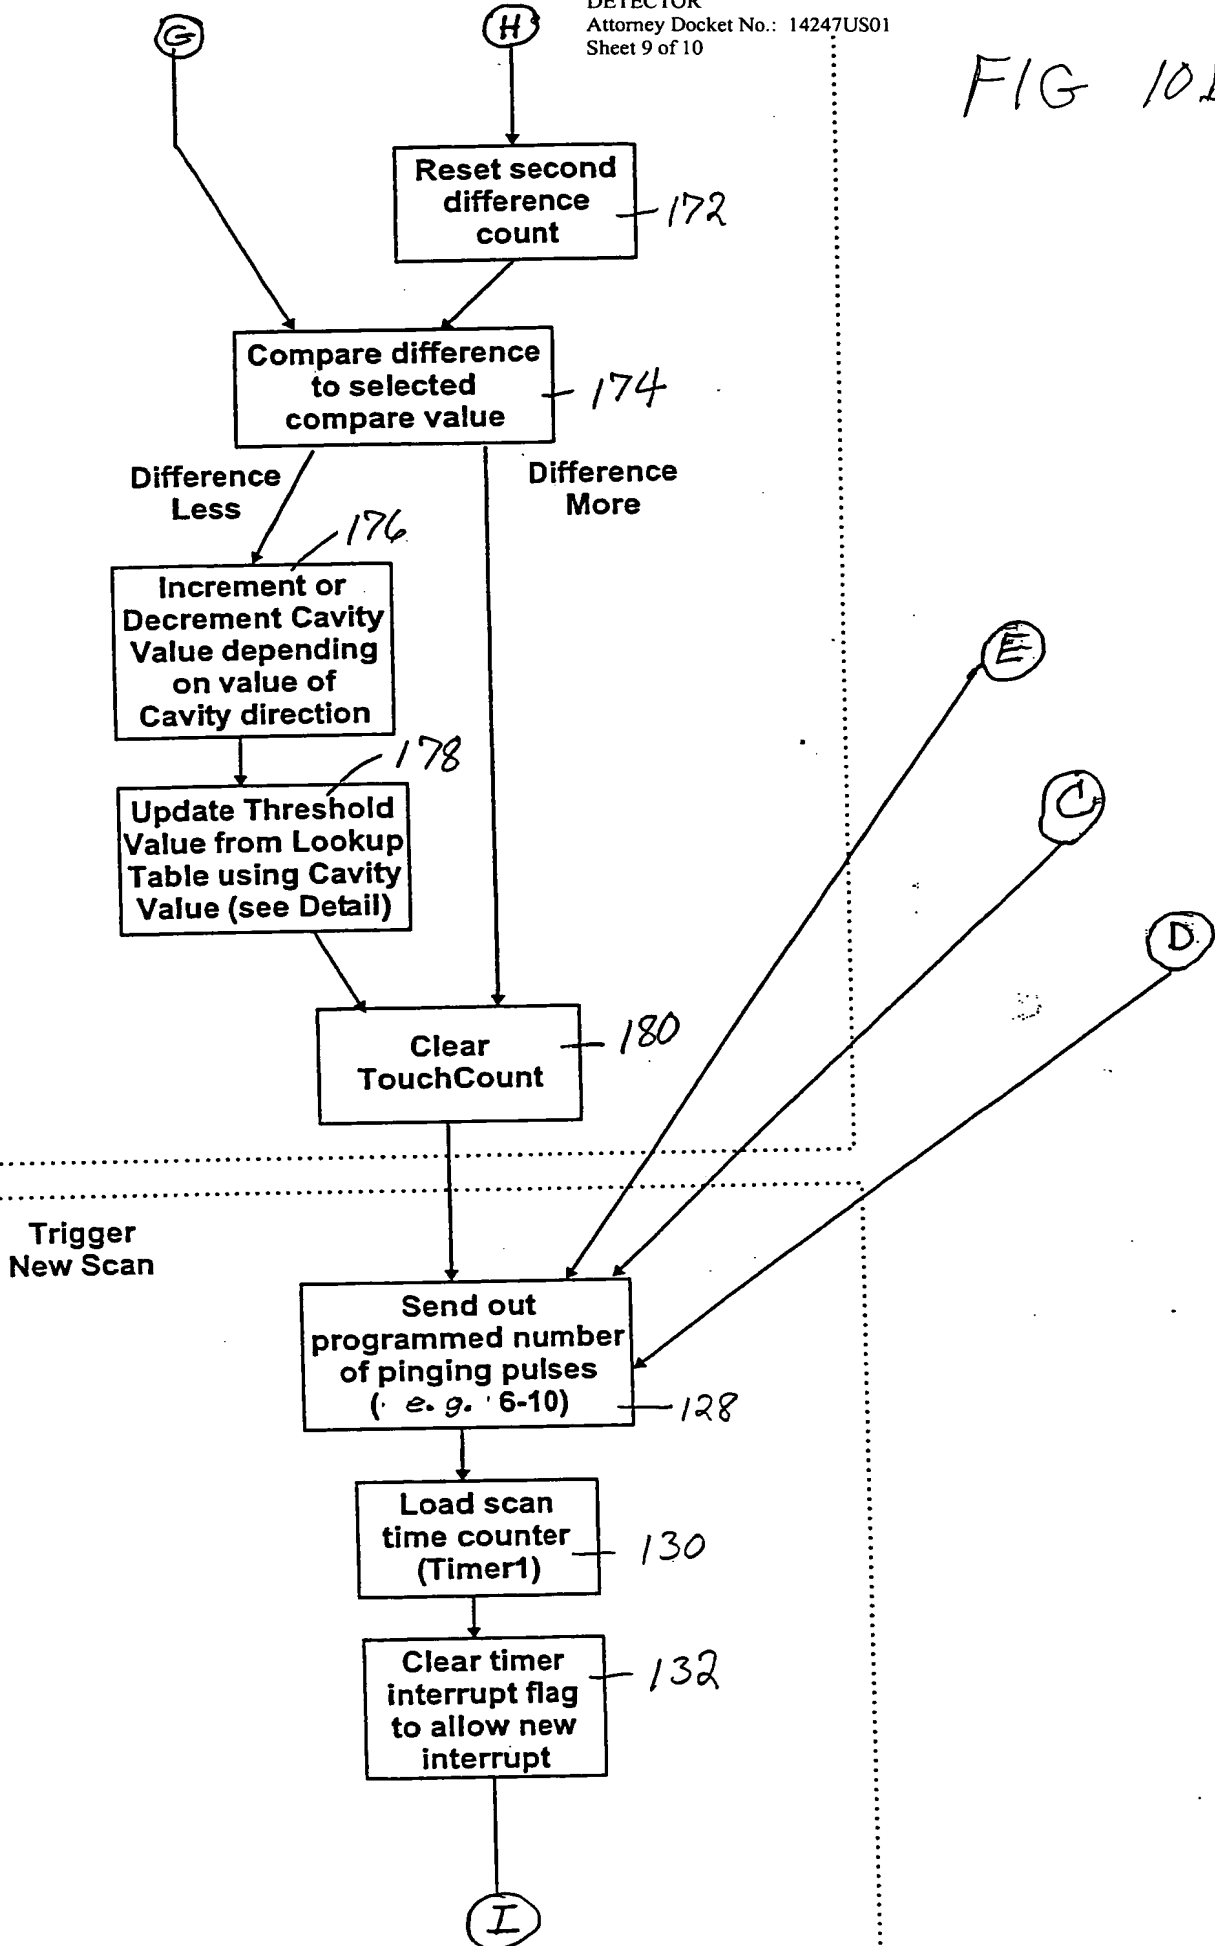 DETECTOR
Attorney Docket No.: 14247US01
Sheet 9 of 10
G
H
FIG 10
Reset second
difference
count
172
Compare difference
to selected
compare value
174
Difference
Less
Difference
More
176
Increment or
Decrement Cavity
Value depending
on value of
Cavity direction
178
Update Threshold
Value from Lookup
Table using Cavity
Value (see Detail)
E
C
D
Clear
TouchCount
180
Trigger
New Scan
Send out
programmed number
of pinging pulses
( e.g. 6-10)
128
Load scan
time counter
(Timer1)
130
Clear timer
interrupt flag
to allow new
interrupt
132
I